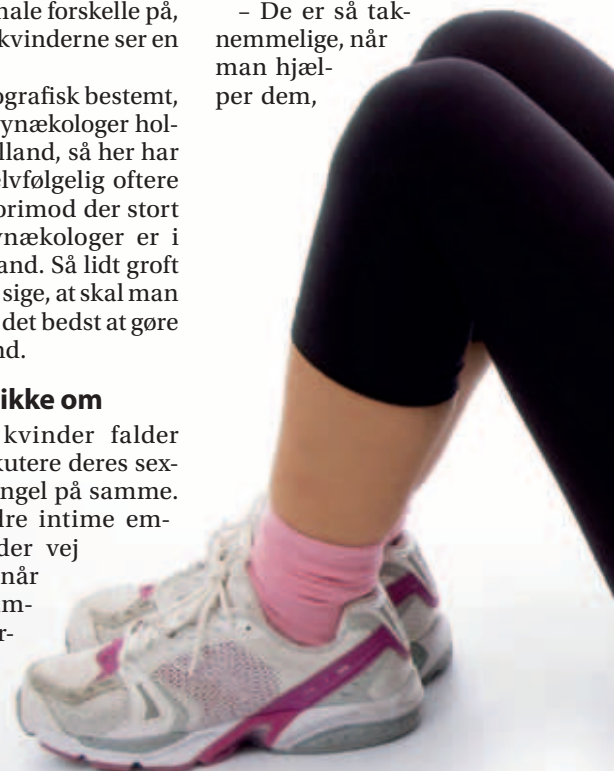 nale forskelle på,
kvinderne ser en
ografisk bestemt,
ynækologer hol-
lland, så her har
elvfølgelig oftere
orimod der stort
ynækologer er i
and. Så lidt groft
sige, at skal man
det bedst at gøre
nd.
ikke om
kvinder falder
kutere deres sex-
ngel på samme.
dre intime em-
der vej
når
m-
r-
– De er så tak-
nemmelige, når
man hjæl-
per dem,